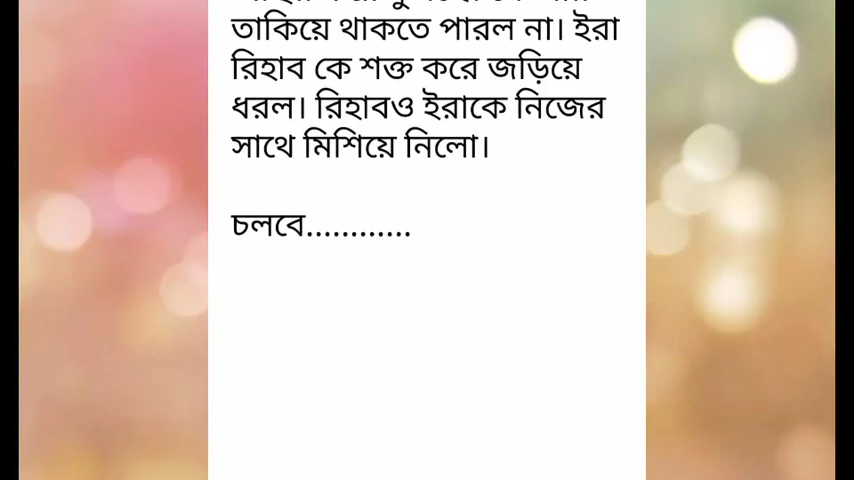 তাকিয়ে থাকতে পারল না। ইরা
রিহাব কে শক্ত করে জড়িয়ে
ধরল। রিহাবও ইরাকে নিজের
সাথে মিশিয়ে নিলো।
চলবে............